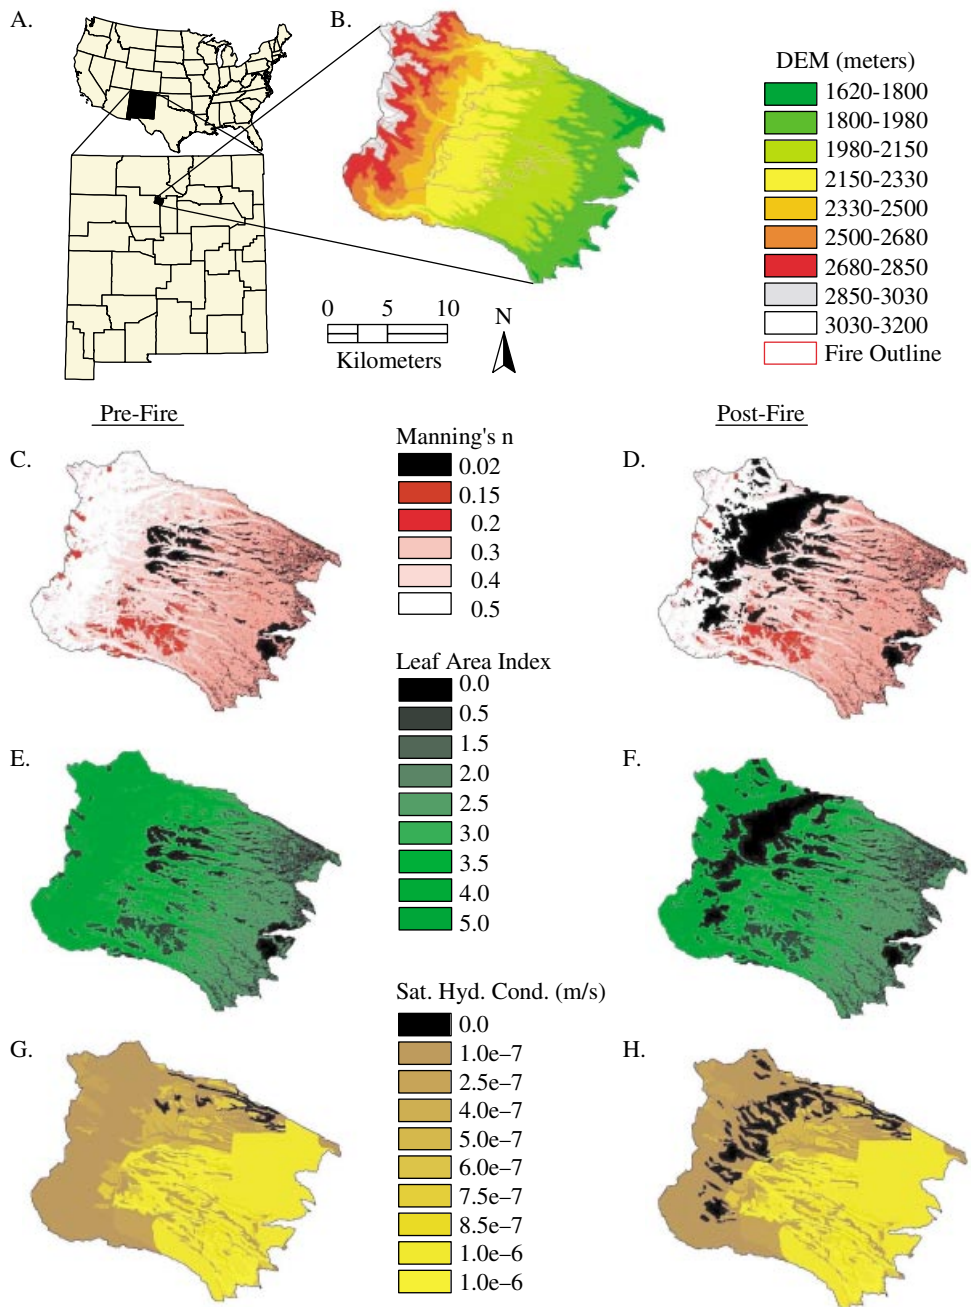 A.
B.
DEM (meters)
1620-1800
1800-1980
1980-2150
2150-2330
2330-2500
2500-2680
2680-2850
2850-3030
3030-3200
Fire Outline
0 5 10
Kilometers
N
Pre-Fire
Post-Fire
C.
Manning's n
0.02
0.15
0.2
0.3
0.4
0.5
D.
Leaf Area Index
0.0
0.5
1.5
2.0
2.5
3.0
3.5
4.0
5.0
E.
F.
Sat. Hyd. Cond. (m/s)
0.0
1.0e–7
2.5e–7
4.0e–7
5.0e–7
6.0e–7
7.5e–7
8.5e–7
1.0e–6
1.0e–6
G.
H.